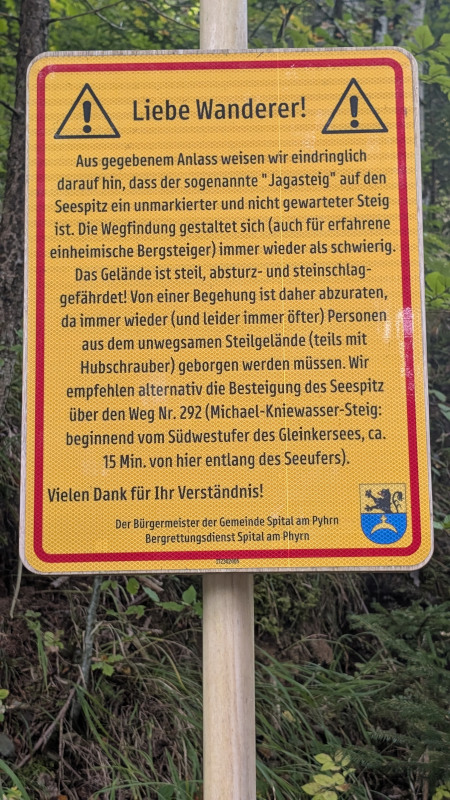 Liebe Wanderer!
Aus gegebenem Anlass weisen wir eindringlich
darauf hin, dass der sogenannte "Jagasteig" auf den
Seespitz ein unmarkierter und nicht gewarteter Steig
ist. Die Wegfindung gestaltet sich (auch für erfahrene
einheimische Bergsteiger) immer wieder als schwierig.
Das Gelände ist steil, absturz- und steinschlag-
gefährdet! Von einer Begehung ist daher abzuraten,
da immer wieder (und leider immer öfter) Personen
aus dem unwegsamen Steilgelände (teils mit
Hubschrauber) geborgen werden müssen. Wir
empfehlen alternativ die Besteigung des Seespitz
über den Weg Nr. 292 (Michael-Kniewasser-Steig:
beginnend vom Südwestufer des Gleinkersees, ca.
15 Min. von hier entlang des Seeufers).
Vielen Dank für Ihr Verständnis!
Der Bürgermeister der Gemeinde Spital am Pyhrn
Bergrettungsdienst Spital am Phyrn